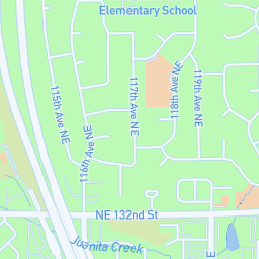 Elementary School
115th Ave NE
116th Ave NE
117th Ave NE
118th Ave NE
119th Ave NE
NE 132nd St
Juanita Creek
E